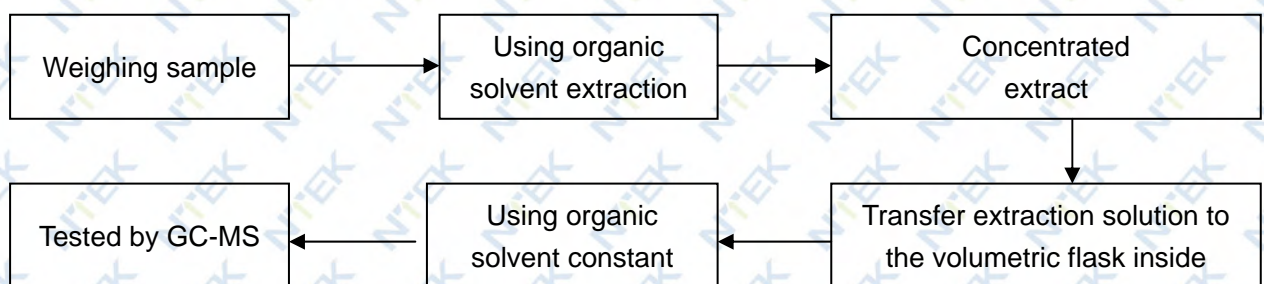 Weighing sample
Using organic
solvent extraction
Concentrated
extract
Transfer extraction solution to
the volumetric flask inside
Using organic
solvent constant
Tested by GC-MS